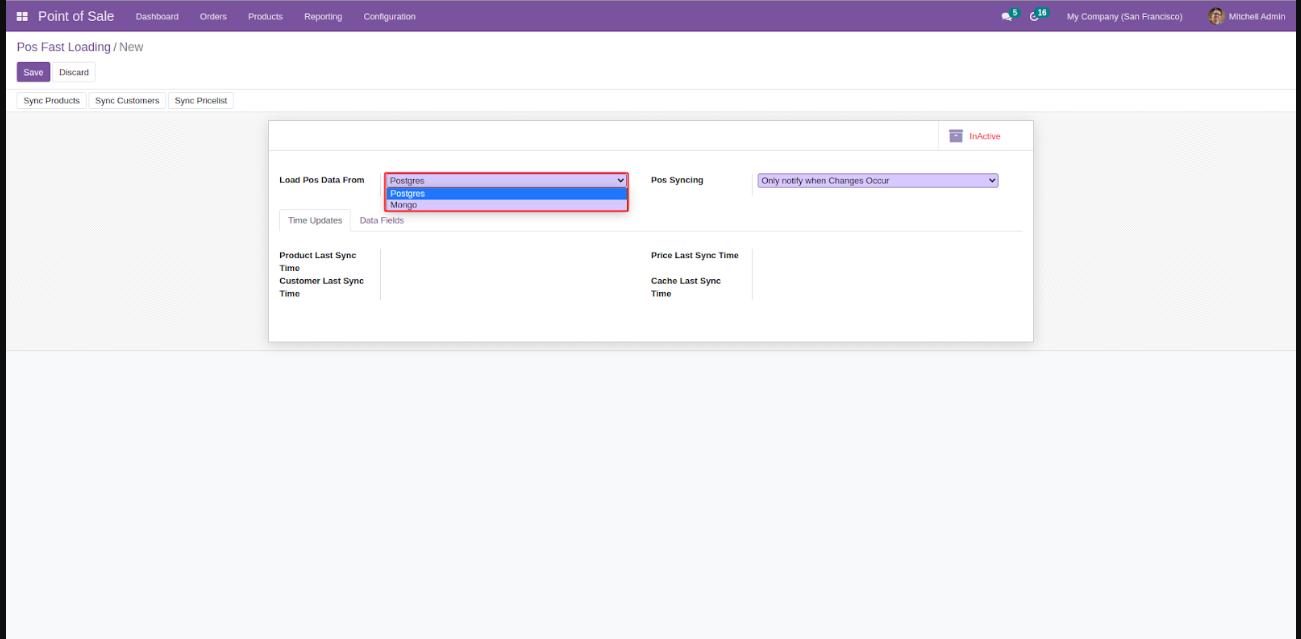 Point of Sale Dashboard Orders Products Reporting Configuration 5 16 My Company (San Francisco) Mitchell Admin
Pos Fast Loading / New
Save Discard
Sync Products Sync Customers Sync Pricelist
InActive
Load Pos Data From Postgres Pos Syncing Only notify when Changes Occur
Postgres
Mongo
Time Updates Data Fields
Product Last Sync Price Last Sync Time
Time
Customer Last Sync Cache Last Sync
Time Time